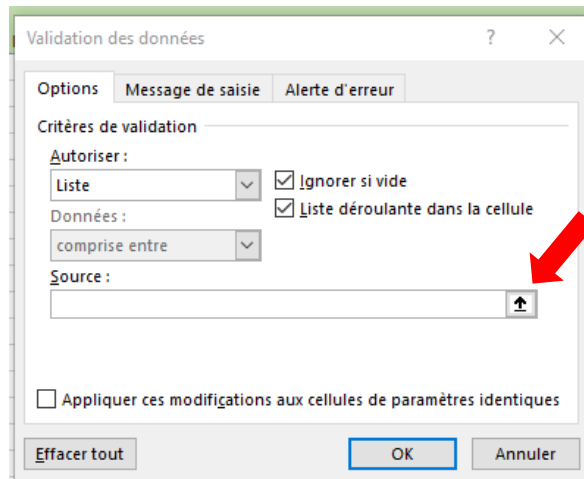 Validation des données ?
Options Message de saisie Alerte d'erreur
Critères de validation
Autoriser :
Liste Ignorer si vide
Données : Liste déroulante dans la cellule
comprise entre
Source :
Appliquer ces modifications aux cellules de paramètres identiques
Effacer tout OK Annuler